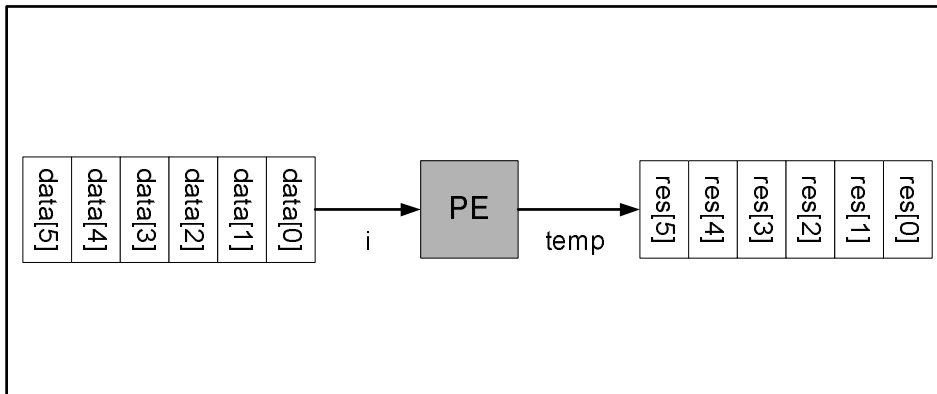 data[5]
data[4]
data[3]
data[2]
data[1]
data[0]
i
PE
temp
res[5]
res[4]
res[3]
res[2]
res[1]
res[0]